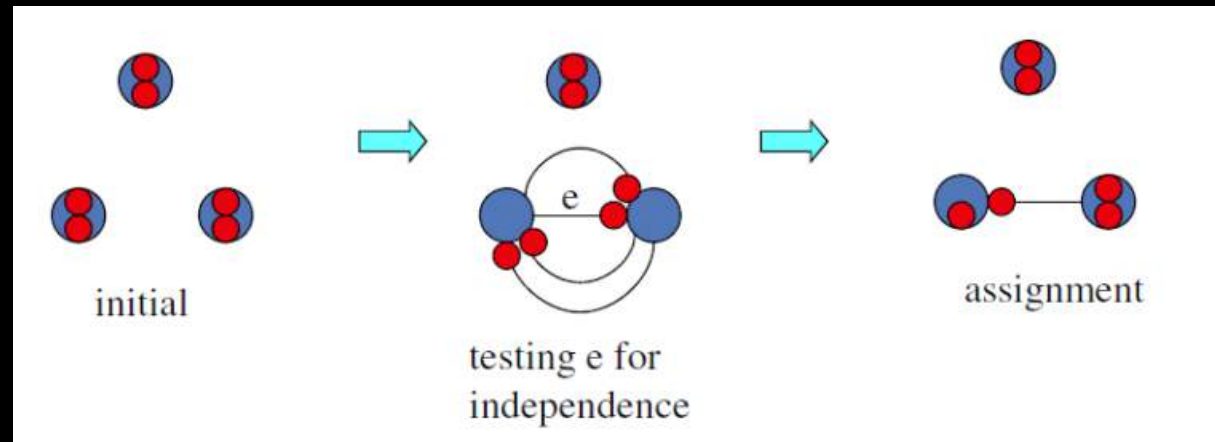 e
initial
testing e for
independence
assignment